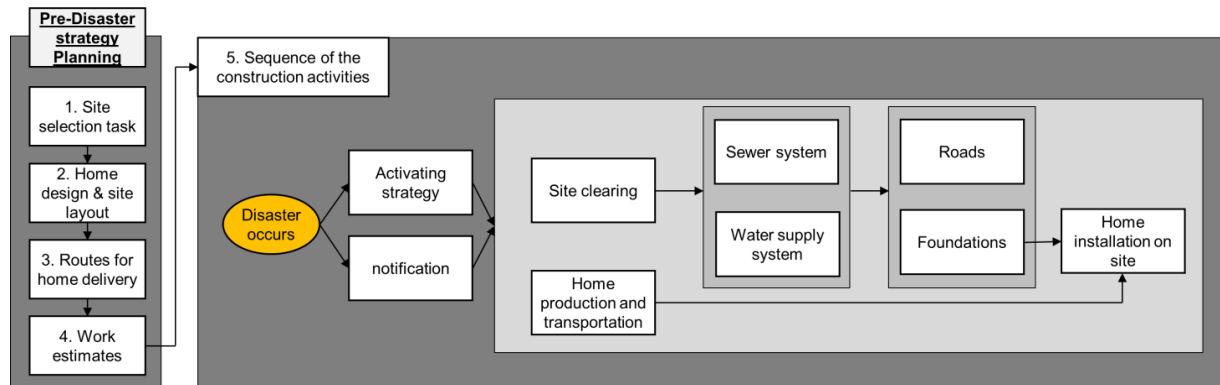 Pre-Disaster
strategy
Planning
1. Site
selection task
2. Home
design & site
layout
3. Routes for
home delivery
4. Work
estimates
5. Sequence of the
construction activities
Disaster
occurs
Activating
strategy
notification
Site clearing
Home
production and
transportation
Sewer system
Water supply
system
Roads
Foundations
Home
installation on
site